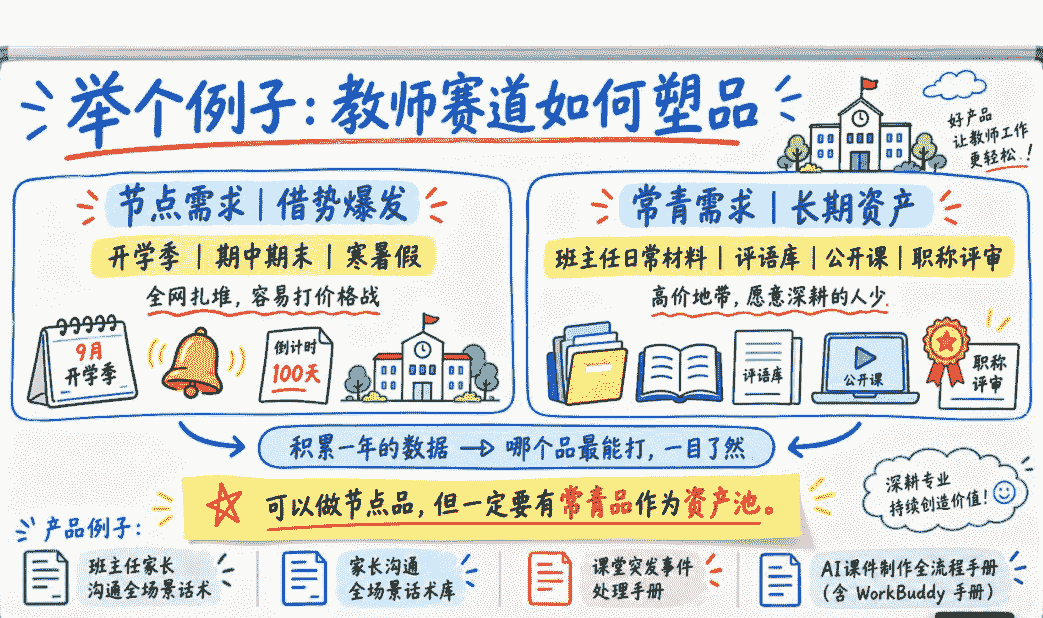 举个例子：教师赛道如何塑品
好产品
让教师工作
更轻松！
节点需求｜借势爆发
开学季｜期中期末｜寒暑假
全网扎堆，容易打价格战
9月
开学季
倒计时
100天
常青需求｜长期资产
班主任日常材料｜评语库｜公开课｜职称评审
高价地带，愿意深耕的人少
评语库
公开课
职称
评审
积累一年的数据 → 哪个品最能打，一目了然
可以做节点品，但一定要有常青品作为资产池。
深耕专业
持续创造价值！
产品例子：
班主任家长
沟通全场景话术
家长沟通
全场景话术库
课堂突发事件
处理手册
AI课件制作全流程手册
（含 WorkBuddy 手册）